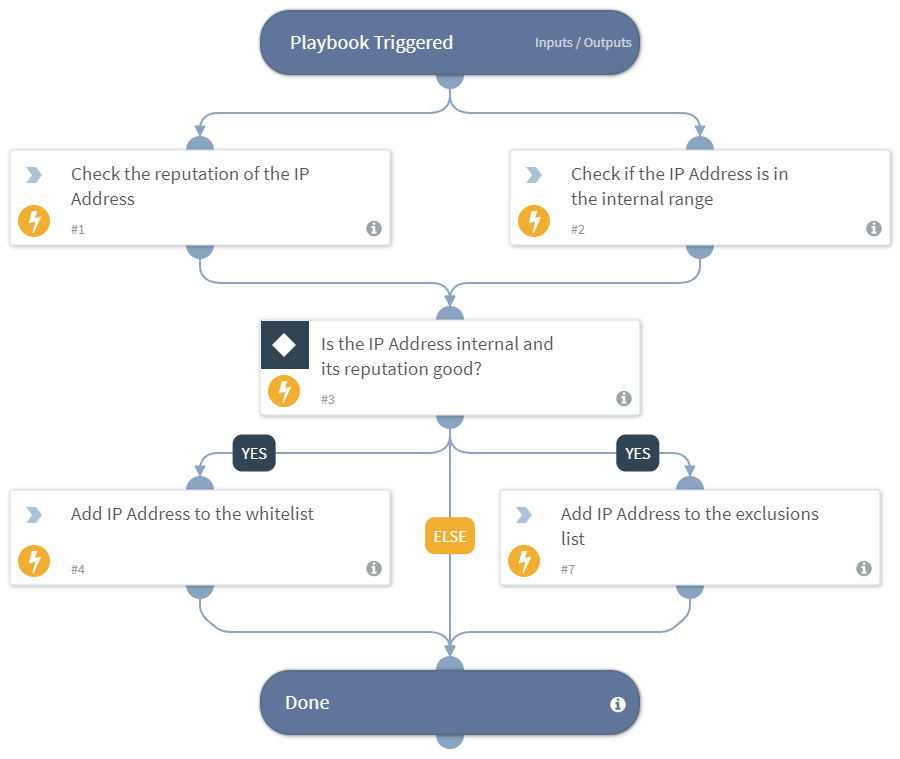 Playbook Triggered
Inputs / Outputs
Check the reputation of the IP
Address
#1
Check if the IP Address is in
the internal range
#2
Is the IP Address internal and
its reputation good?
#3
YES
YES
ELSE
Add IP Address to the whitelist
#4
Add IP Address to the exclusions
list
#7
Done